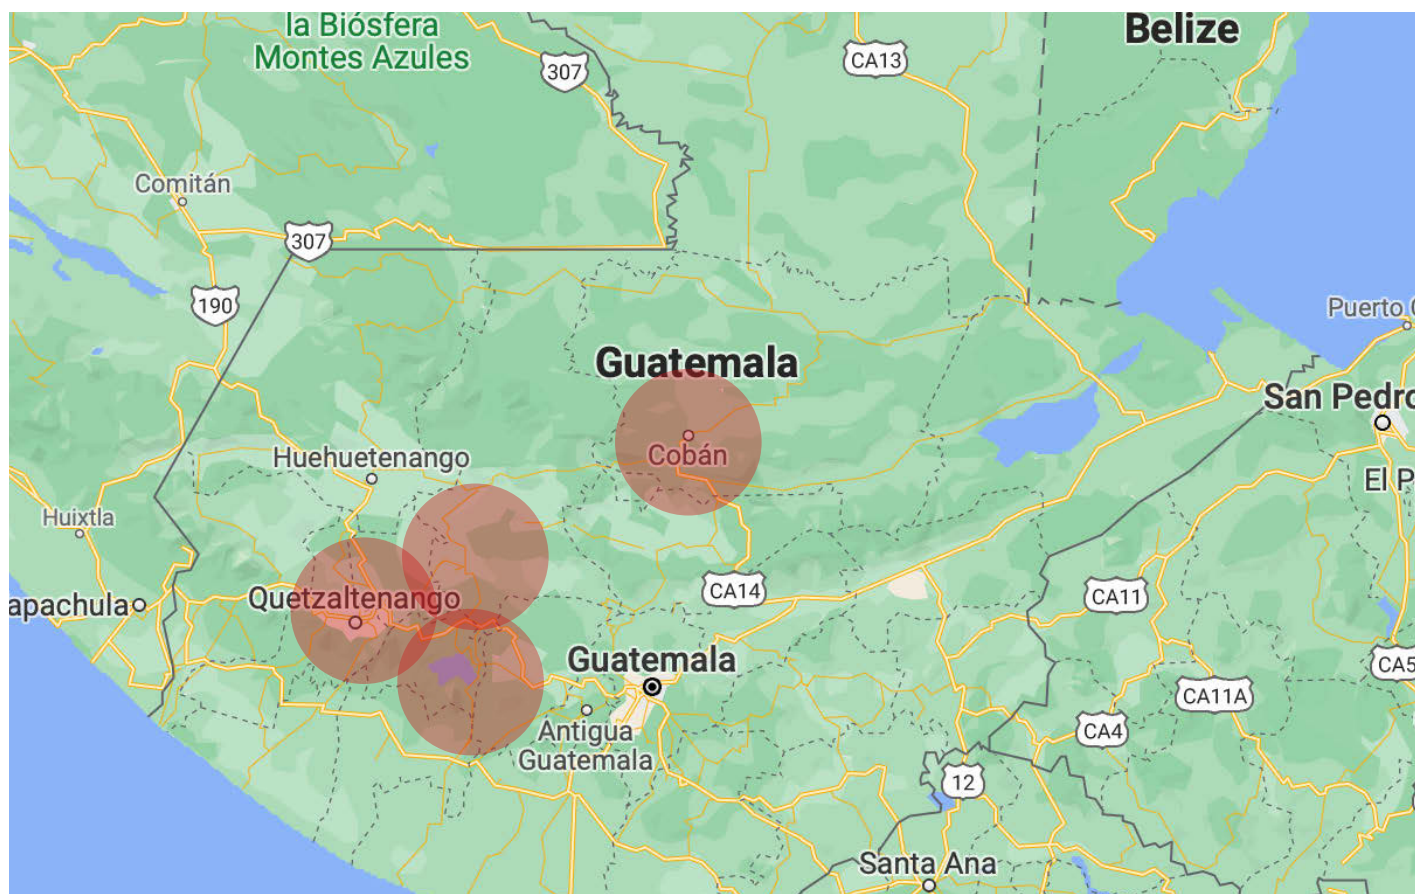 la Biósfera
Montes Azules
Belize
CA13
307
Comitán
307
190
Puerto
Guatemala
San Pedro
Cobán
Huehuetenango
El P
Huixtla
CA14
CA11
Quetzaltenango
apachula
Guatemala
CA5
CA11A
Antigua
Guatemala
CA4
12
Santa Ana